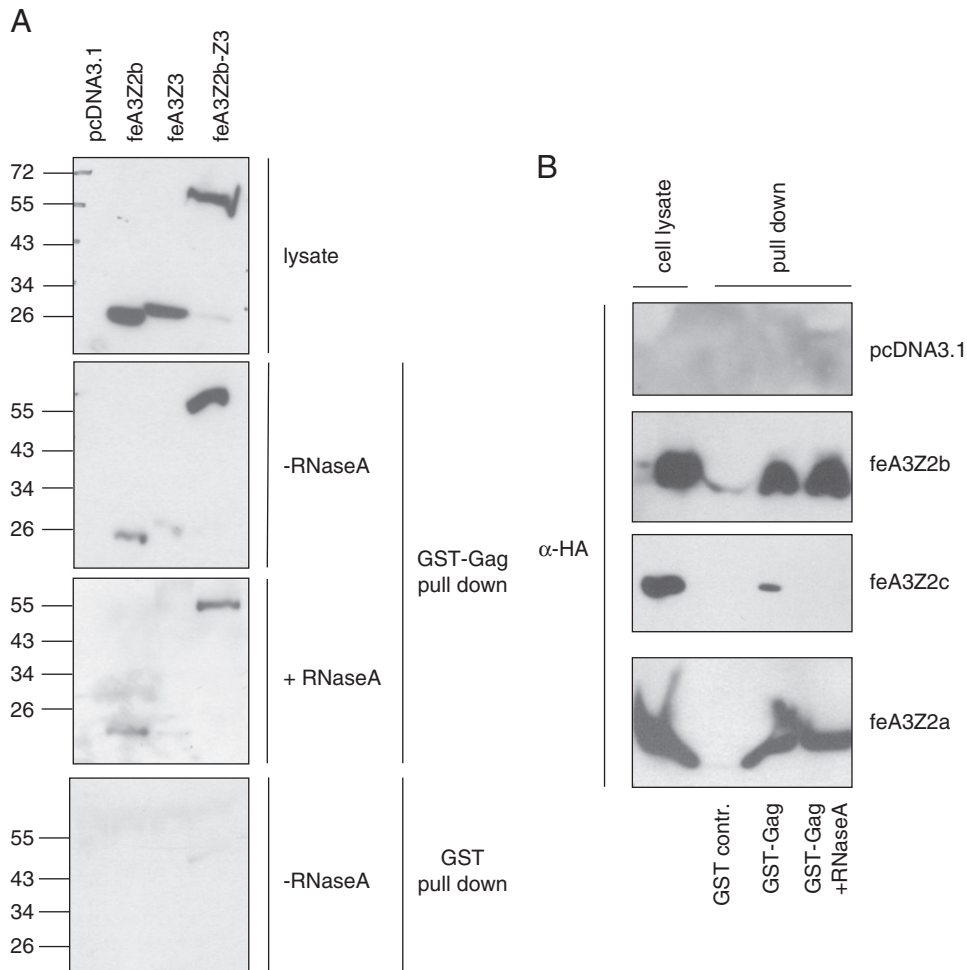 A
pcDNA3.1
feA3Z2b
feA3Z3
feA3Z2b-Z3
72
55
43
34
26
lysate
55
43
34
26
-RNaseA
55
43
34
26
+ RNaseA
GST-Gag
pull down
55
43
34
26
-RNaseA
GST
pull down
B
cell lysate
pull down
α-HA
pcDNA3.1
feA3Z2b
feA3Z2c
feA3Z2a
GST contr.
GST-Gag
GST-Gag
+RNaseA